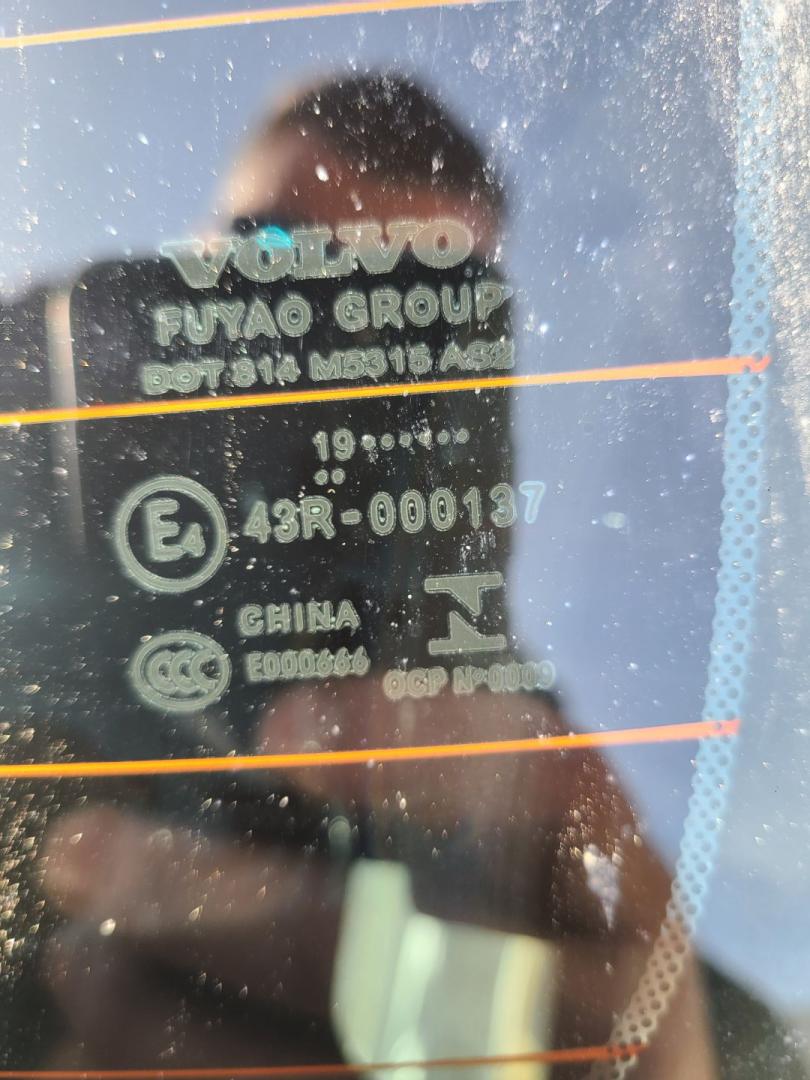 VOLVO
FUYAO GROUP
DOT 814 M5315 AS2
19••••••
••
E4 43R-000137
CHINA
CCC E000666
OCP Nº0009